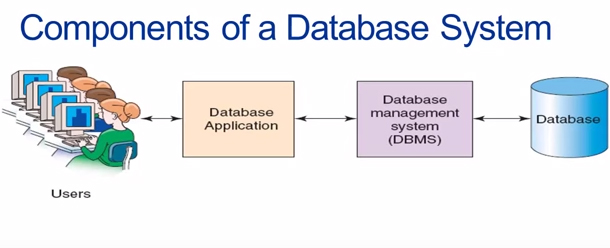 Components of a Database System
Database
Application
Database
management
system
(DBMS)
Database
Users